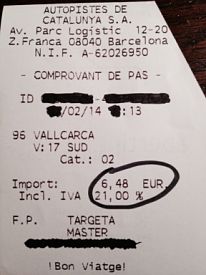 AUTOPISTES DE
CATALUNYA S.A.
Av. Parc Logistic 12-20
Z.Franca 08040 Barcelona
N.I.F. A-62026950
- COMPROVANT DE PAS -
ID
/02/14 :13
96 VALLCARCA
V: 17 SUD
Cat.: 02
Import: 6,48 EUR
Incl. IVA 21,00 %
F.P. TARGETA
MASTER
¡Bon Viatge!